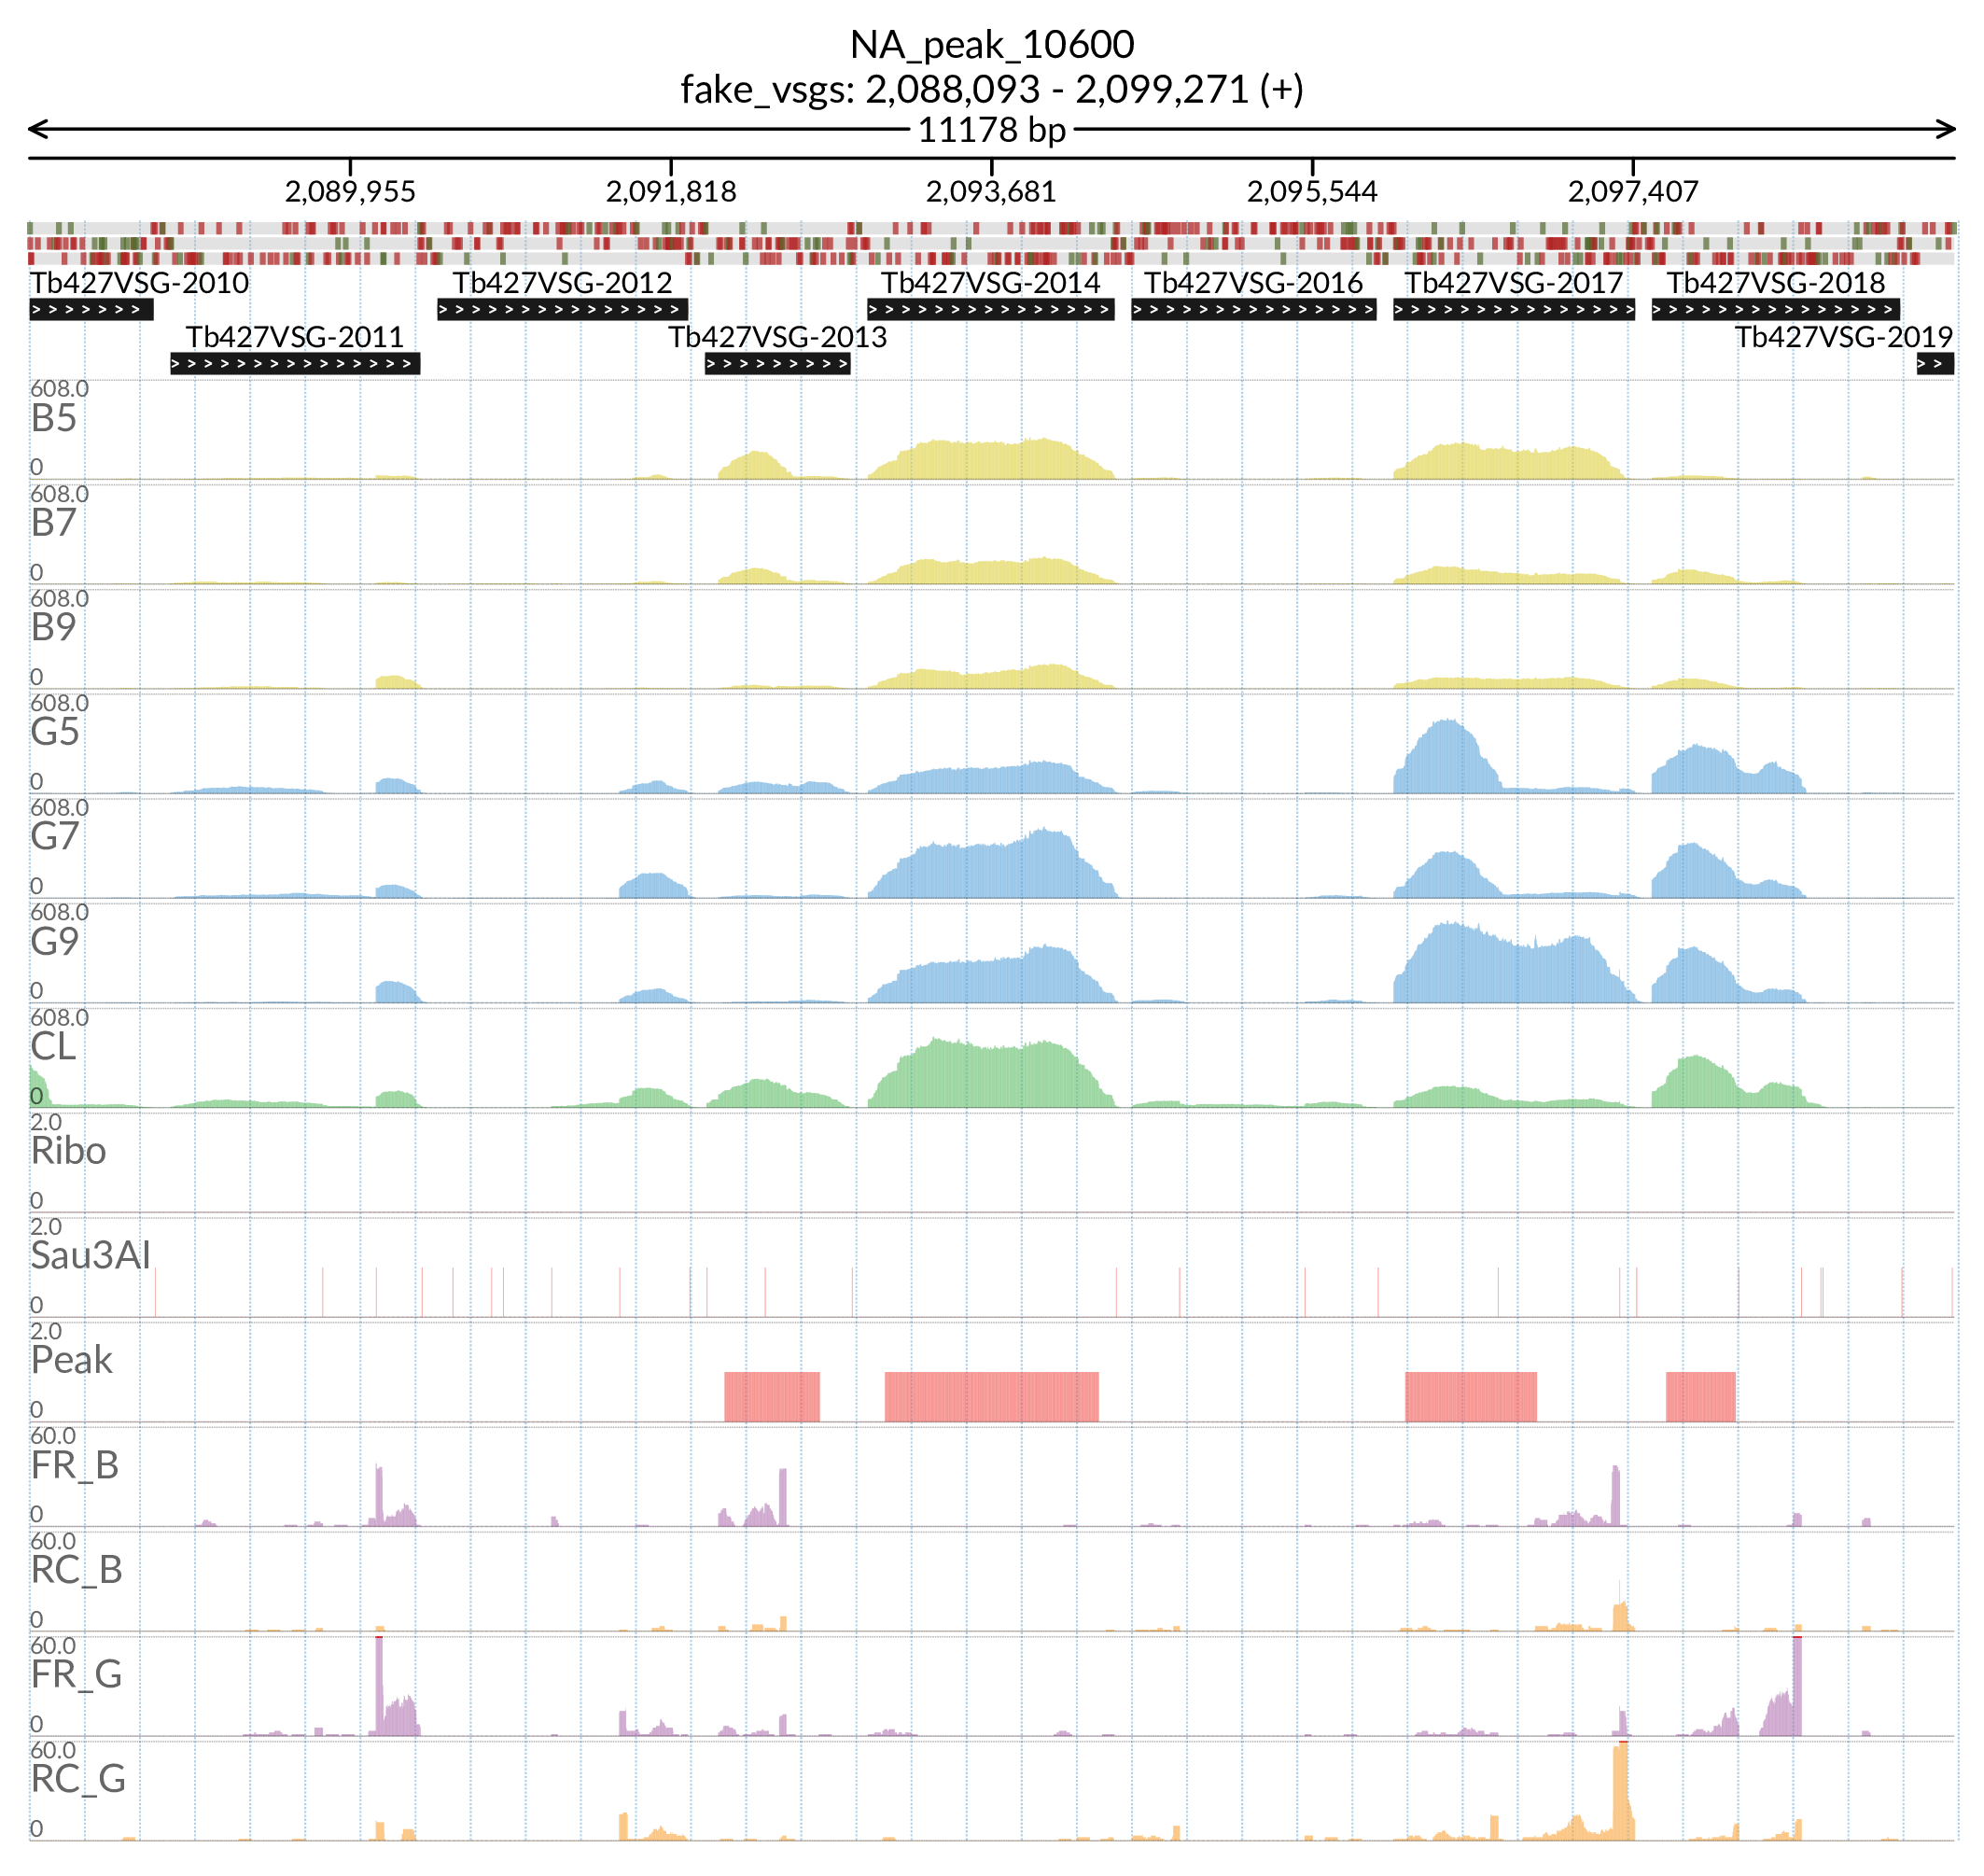 NA_peak_10600
fake_vsgs: 2,088,093 - 2,099,271 (+)
11178 bp
2,089,955 2,091,818 2,093,681 2,095,544 2,097,407
Tb427VSG-2010 Tb427VSG-2012 Tb427VSG-2014 Tb427VSG-2016 Tb427VSG-2017 Tb427VSG-2018
Tb427VSG-2011 Tb427VSG-2013 Tb427VSG-2019
608.0
B5
0
608.0
B7
0
608.0
B9
0
608.0
G5
0
608.0
G7
0
608.0
G9
0
608.0
CL
0
2.0
Ribo
0
2.0
Sau3AI
0
2.0
Peak
0
60.0
FR_B
0
60.0
RC_B
0
60.0
FR_G
0
60.0
RC_G
0